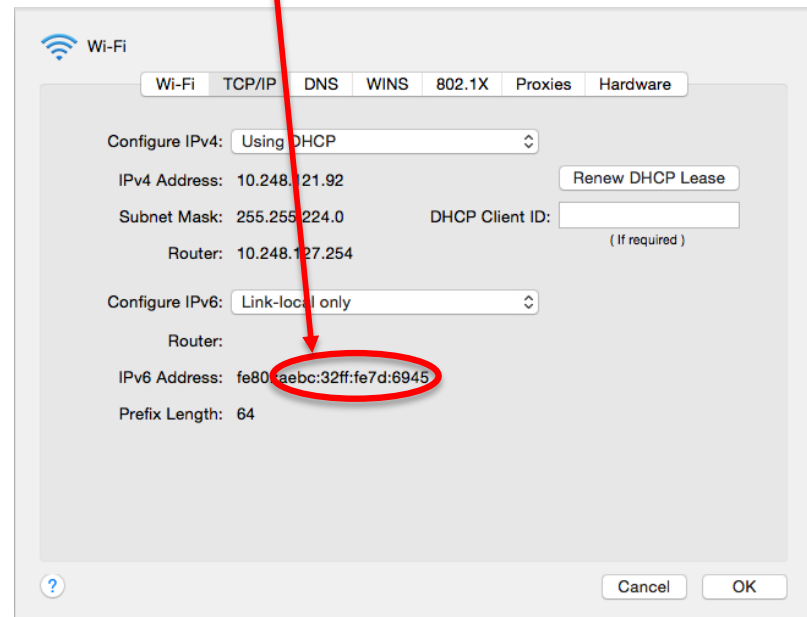 Wi-Fi
Wi-Fi TCP/IP DNS WINS 802.1X Proxies Hardware
Configure IPv4: Using DHCP
IPv4 Address: 10.248.121.92 Renew DHCP Lease
Subnet Mask: 255.255.224.0 DHCP Client ID:
( If required )
Router: 10.248.127.254
Configure IPv6: Link-local only
Router:
IPv6 Address: fe80::aebc:32ff:fe7d:6945
Prefix Length: 64
? Cancel OK